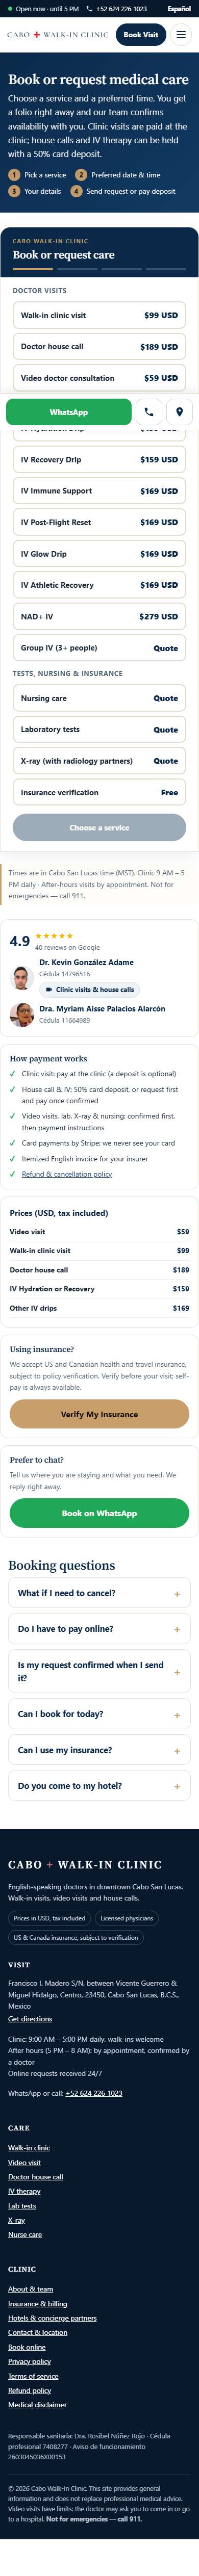 Open now · until 5 PM +52 624 226 1023 Español
CABO + WALK-IN CLINIC Book Visit
Book or request medical care
Choose a service and a preferred time. You get
a folio to track your request and confirm
availability with you. Clinic visits are paid at the
clinic; house calls and IV therapy can be held
with a 50% card deposit.
1 Pick a service 2 Preferred date & time
3 Your details 4 Send request or pay deposit
CABO WALK-IN CLINIC
Book or request care
DOCTOR VISITS
Walk-in clinic visit $99 USD
Doctor house call $189 USD
Video doctor consultation $59 USD
WhatsApp
IV Recovery Drip $159 USD
IV Immune Support $169 USD
IV Post-Flight Reset $169 USD
IV Glow Drip $169 USD
IV Athletic Recovery $169 USD
NAD+ IV $279 USD
Group IV (3+ people) Quote
TESTS, NURSING & INSURANCE
Nursing care Quote
Laboratory tests Quote
X-ray (with radiology partners) Quote
Insurance verification Free
Choose a service
Times are in Cabo San Lucas time (MST). Clinic 9 AM – 5
PM daily · After-hours visits by appointment. Not for
emergencies — call 911.
4.9 ★★★★★
40 reviews on Google
Dr. Kevin González Adame
Cédula 14796516
Clinic visits & house calls
Dra. Myriam Aisse Palacios Alarcón
Cédula 11664989
How payment works
✓ Clinic visit: pay at the clinic (a deposit is optional)
✓ House call & IV: 50% card deposit, or request first
and pay once confirmed
✓ Video visits, lab, X-ray & nursing: confirmed first,
then payment instructions
✓ Card payments by Stripe: we never see your card
✓ Itemized English invoice for your insurer
✓ Refund & cancellation policy
Prices (USD, tax included)
Video visit $59
Walk-in clinic visit $99
Doctor house call $189
IV Hydration or Recovery $159
Other IV drips $169
Using insurance?
We accept US and Canadian health and travel insurance,
subject to policy verification. Verify before your visit self-
pay is always available.
Verify My Insurance
Prefer to chat?
Tell us where you are staying and what you need. We
reply right away.
Book on WhatsApp
Booking questions
What if I need to cancel? +
Do I have to pay online? +
Is my request confirmed when I send
it? +
Can I book for today? +
Can I use my insurance? +
Do you come to my hotel? +
CABO + WALK-IN CLINIC
English-speaking doctors in downtown Cabo San Lucas.
Walk-in visits, video visits and house calls.
Prices in USD, tax included Licensed physicians
US & Canada insurance, subject to verification
VISIT
Francisco I. Madero S/N, between Vicente Guerrero &
Miguel Hidalgo, Centro, 23450, Cabo San Lucas, B.C.S.,
Mexico
Get directions
Clinic: 9:00 AM – 5:00 PM daily, walk-ins welcome
After hours (5 PM – 8 AM): by appointment, confirmed by
a doctor
Online requests received 24/7
WhatsApp or call: +52 624 226 1023
CARE
Walk-in clinic
Video visit
Doctor house call
IV therapy
Lab tests
X-ray
Nurse care
CLINIC
About & team
Insurance & billing
Hotels & concierge partners
Contact & location
Book online
Privacy policy
Terms of service
Refund policy
Medical disclaimer
Responsable sanitaria: Dra. Rosibel Núñez Rojo · Cédula
profesional 7408277 · Aviso de funcionamiento
2603045036X00153
© 2026 Cabo Walk-In Clinic. This site provides general
information and does not replace professional medical advice.
Video visits have limits: the doctor may ask you to come in or go
to a hospital. Not for emergencies — call 911.